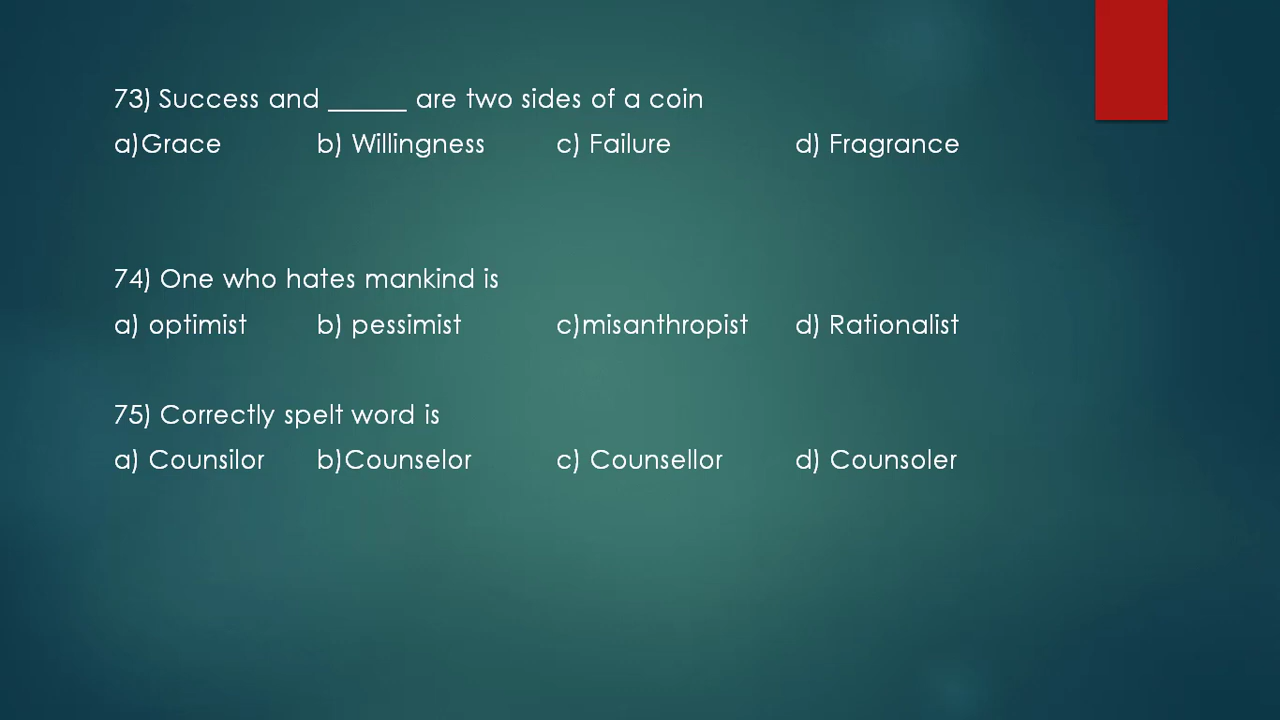 73) Success and ______ are two sides of a coin
a)Grace b) Willingness c) Failure d) Fragrance
74) One who hates mankind is
a) optimist b) pessimist c)misanthropist d) Rationalist
75) Correctly spelt word is
a) Counsilor b)Counselor c) Counsellor d) Counsoler